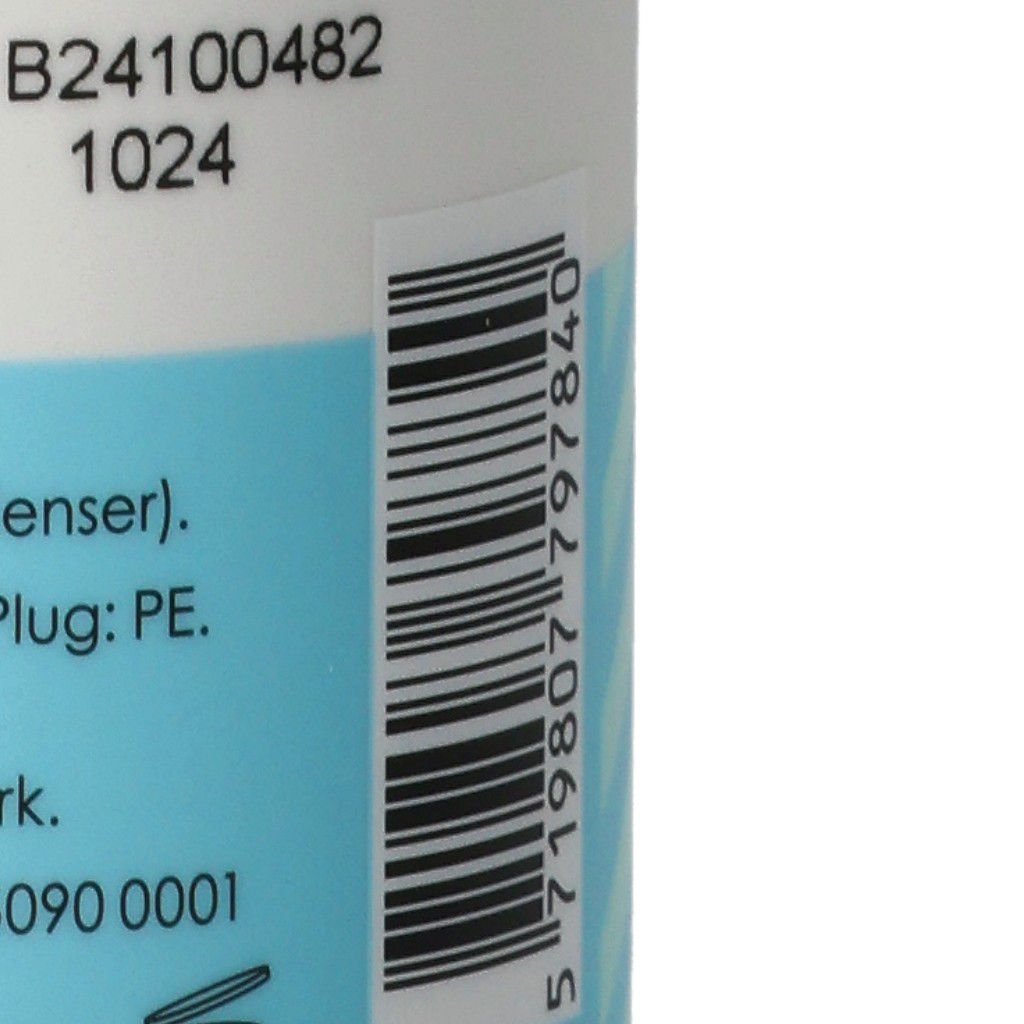 B24100482
1024
enser).
Plug: PE.
rk.
090 0001
5 719807 797840